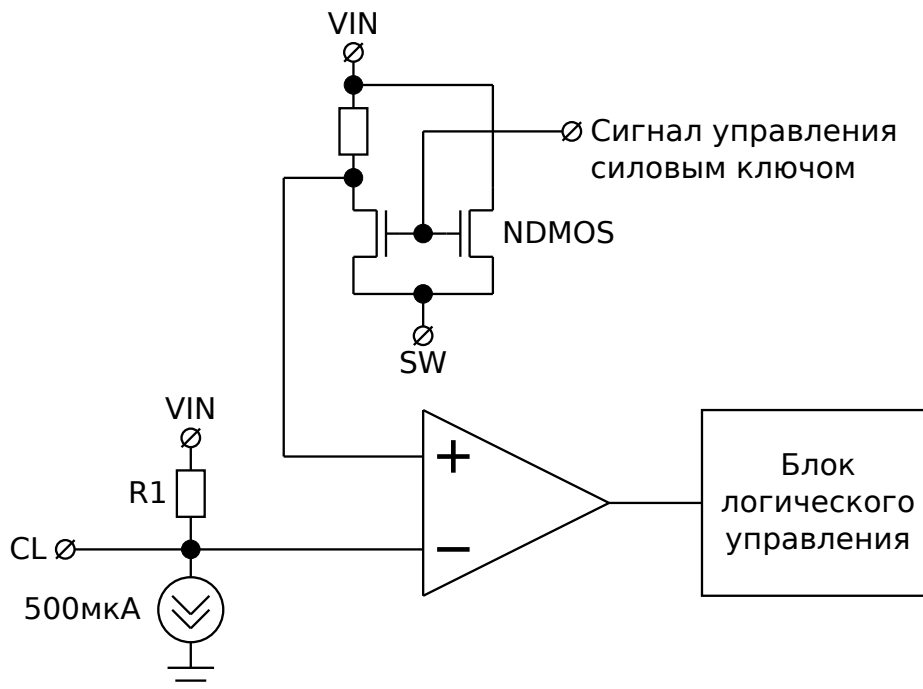 VIN
Сигнал управления
силовым ключом
NDMOS
SW
VIN
R1
CL
500мкА
+
−
Блок
логического
управления